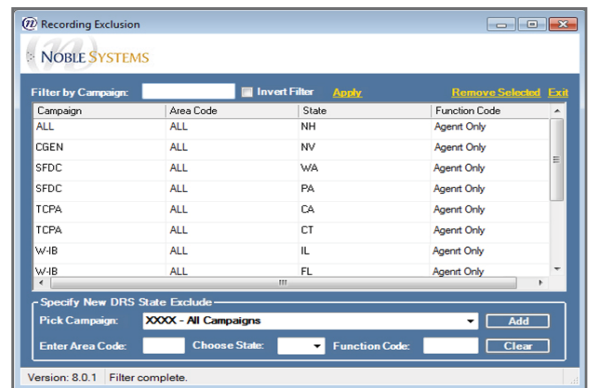 Recording Exclusion
NOBLE SYSTEMS
Filter by Campaign: Invert Filter Apply Remove Selected Exit
Campaign Area Code State Function Code
ALL ALL NH Agent Only
CGEN ALL NV Agent Only
SFDC ALL WA Agent Only
SFDC ALL PA Agent Only
TCPA ALL CA Agent Only
TCPA ALL CT Agent Only
W-IB ALL IL Agent Only
W-IB ALL FL Agent Only
Specify New DRS State Exclude
Pick Campaign: XXXX - All Campaigns Add
Enter Area Code: Choose State: Function Code: Clear
Version: 8.0.1 Filter complete.